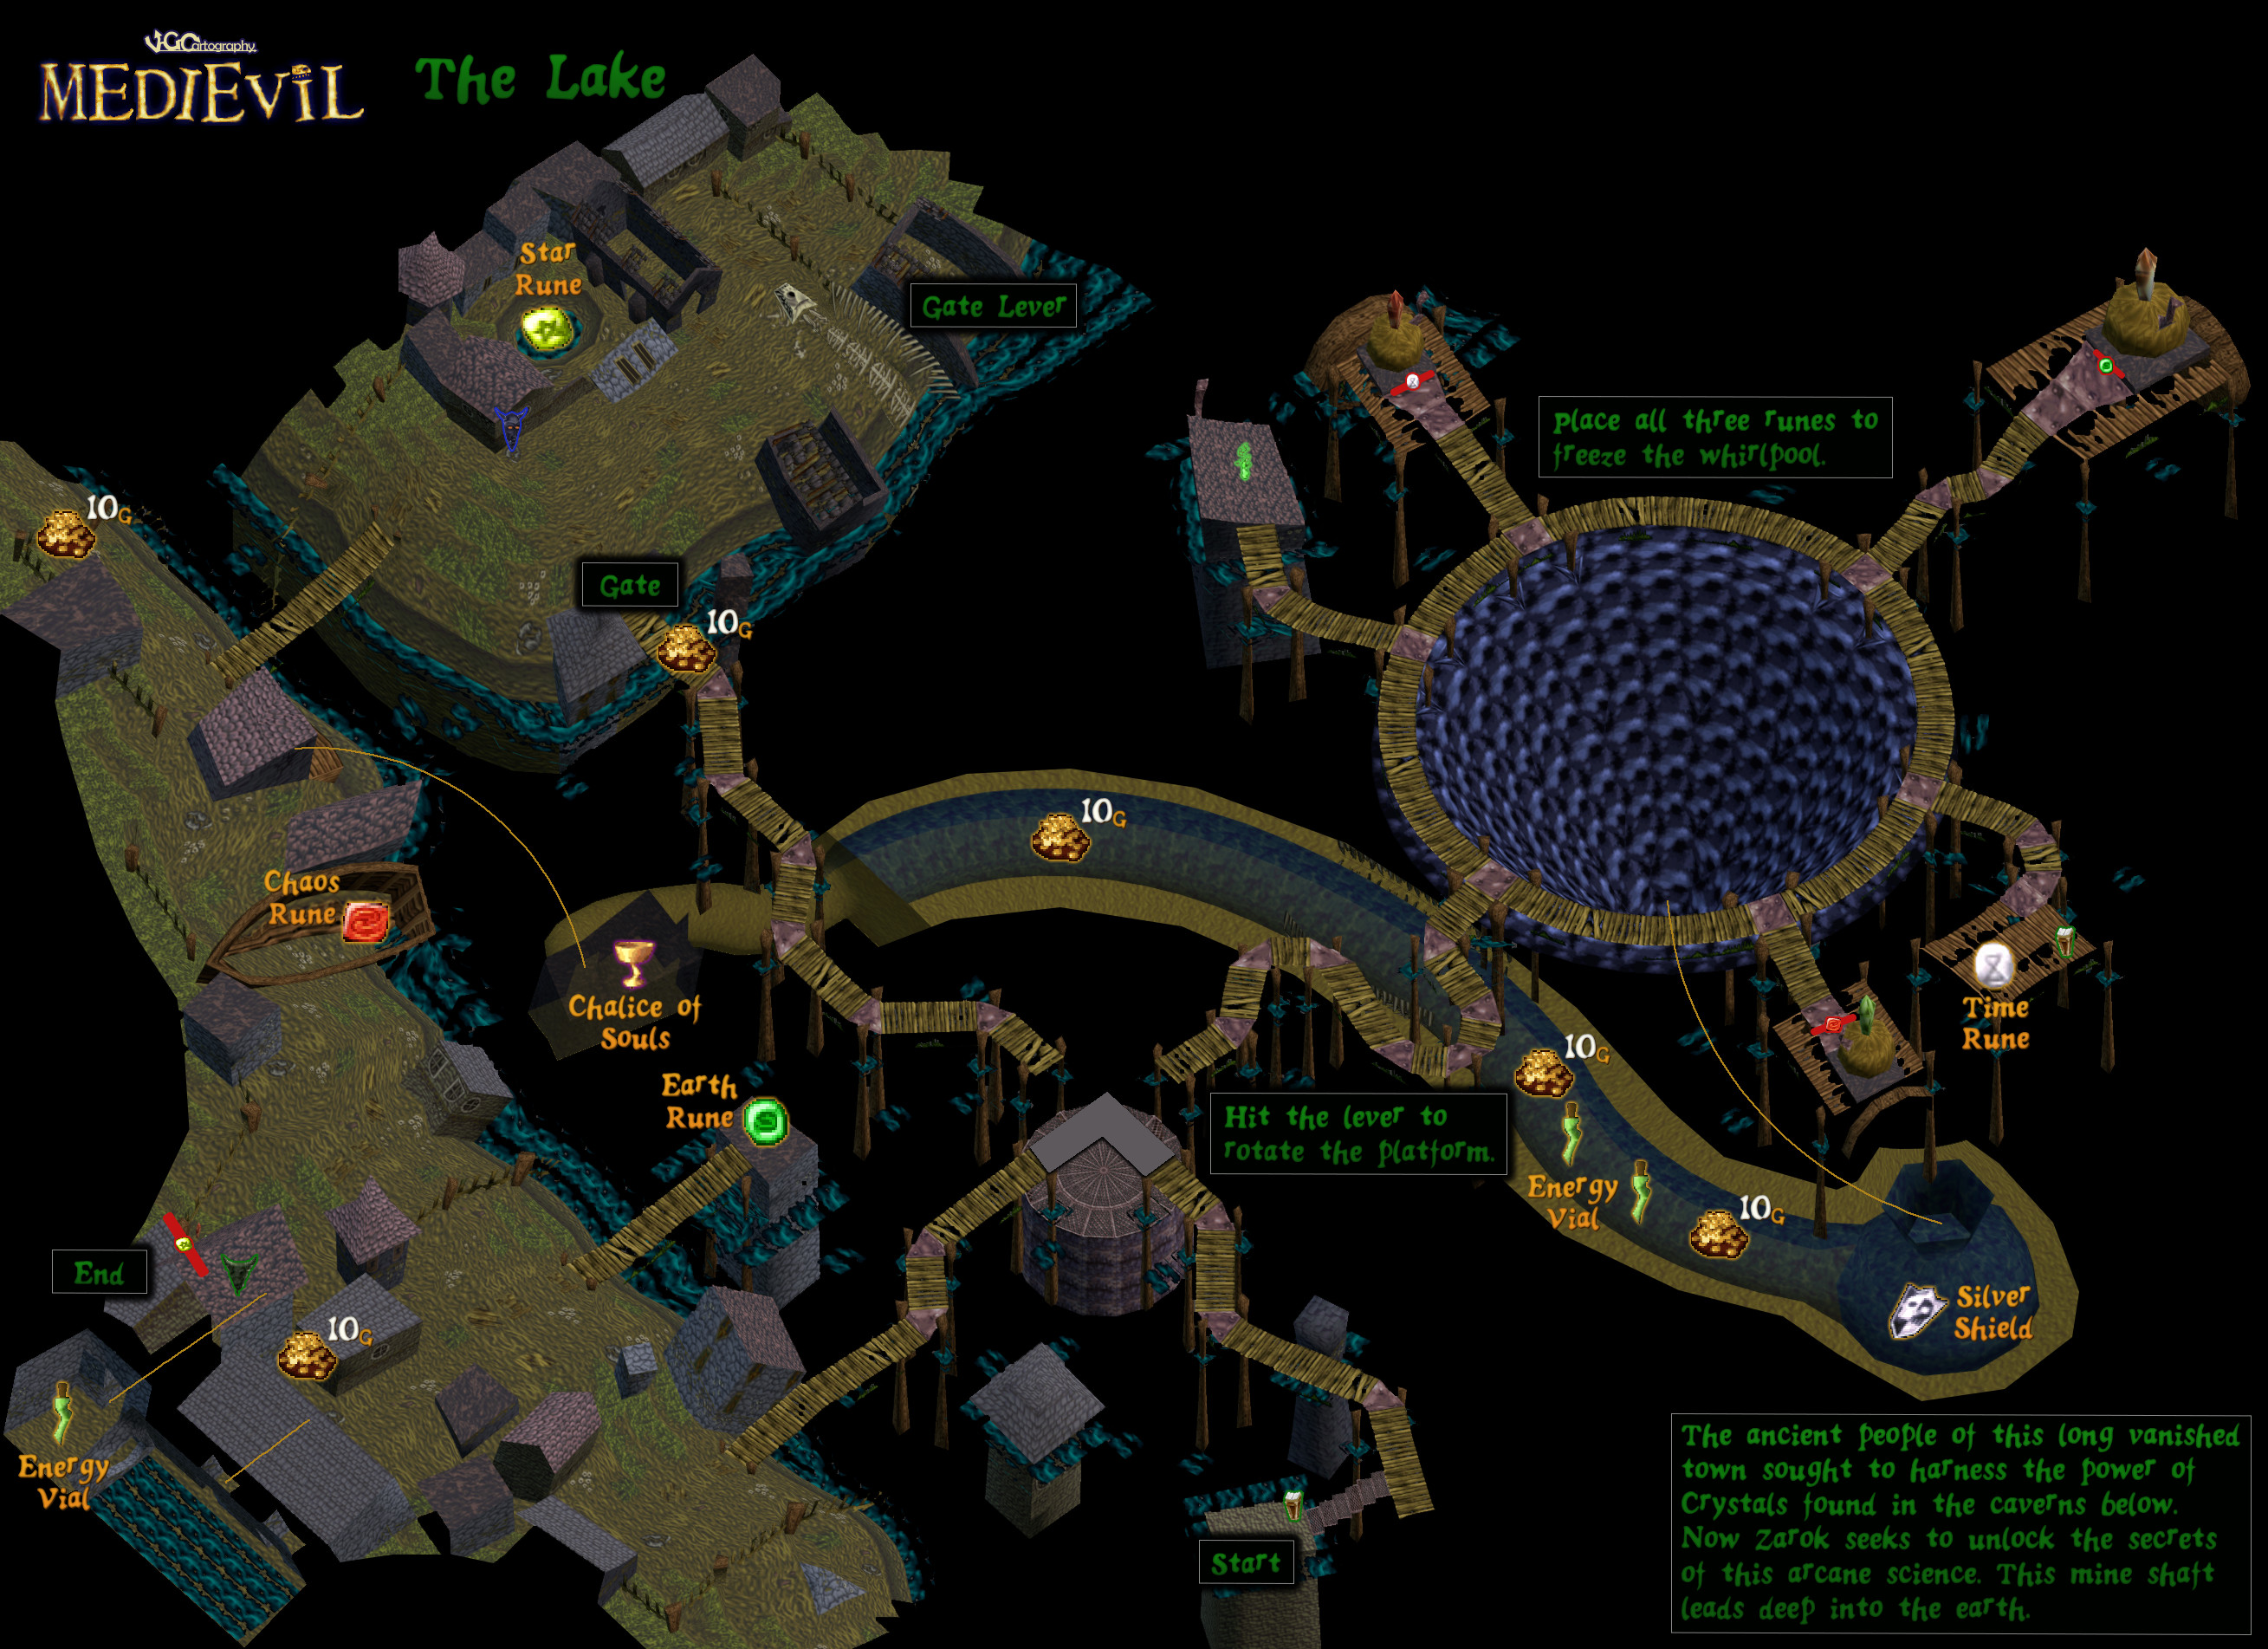 VGCartography
MEDIEVIL
The Lake
Star
Rune
Gate Lever
Place all three runes to
freeze the whirlpool.
10G
Gate
10G
10G
Chaos
Rune
Chalice of
Souls
Time
Rune
10G
Earth
Rune
Hit the lever to
rotate the platform.
Energy
Vial
10G
End
10G
Silver
Shield
Energy
Vial
Start
The ancient people of this long vanished
town sought to harness the power of
Crystals found in the caverns below.
Now Zarok seeks to unlock the secrets
of this arcane science. This mine shaft
leads deep into the earth.